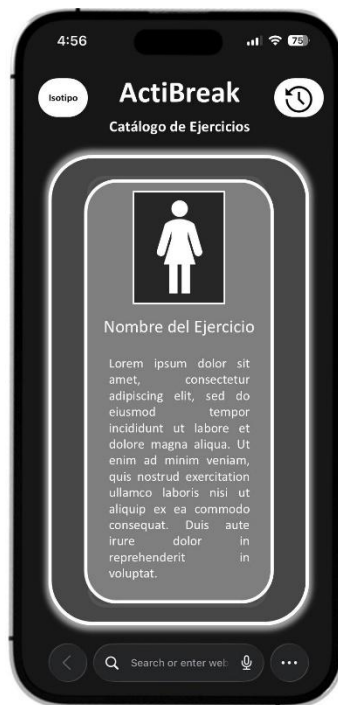 4:56
75
Isotipo
ActiBreak
Catálogo de Ejercicios
Nombre del Ejercicio
Lorem ipsum dolor sit
amet, consectetur
adipiscing elit, sed do
eiusmod tempor
incididunt ut labore et
dolore magna aliqua. Ut
enim ad minim veniam,
quis nostrud exercitation
ullamco laboris nisi ut
aliquip ex ea commodo
consequat. Duis aute
irure dolor in
reprehenderit in
voluptat.
Search or enter web